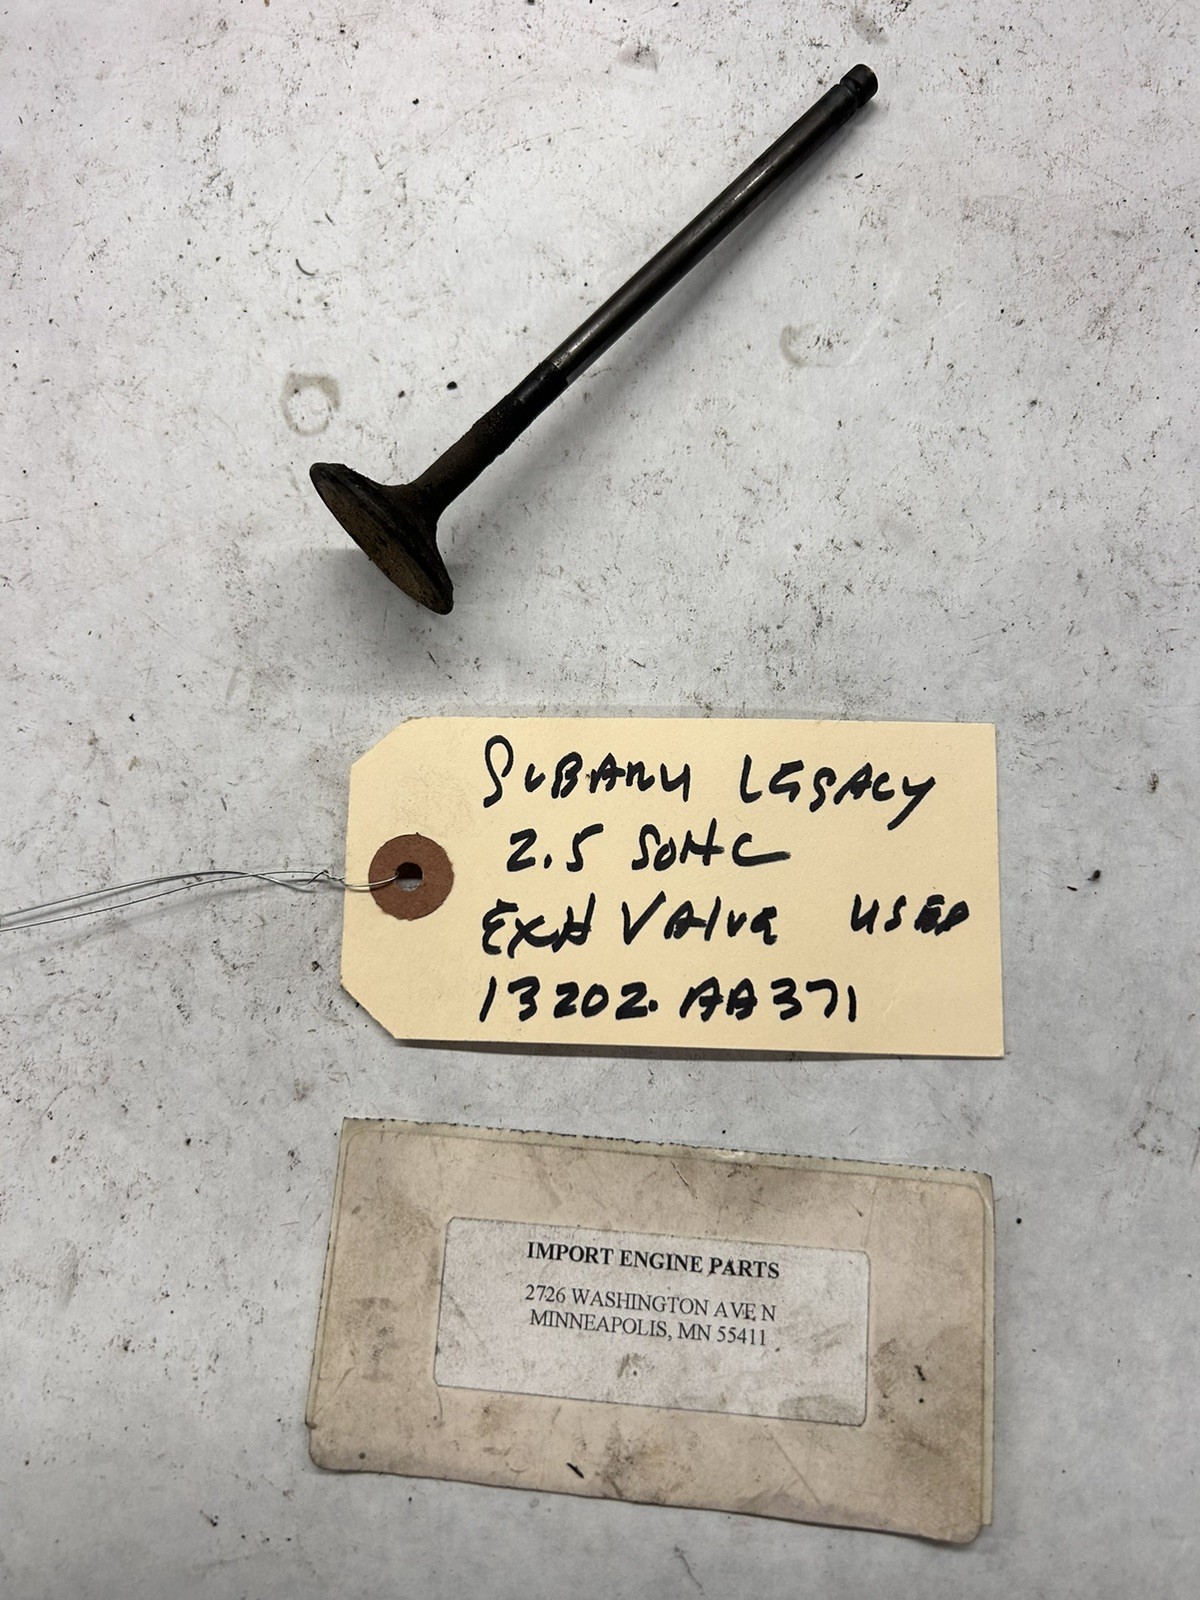 SUBARU LEGACY
2.5 SOHC
EXH VAlve USED
13202.AA371
IMPORT ENGINE PARTS
2726 WASHINGTON AVE N
MINNEAPOLIS, MN 55411